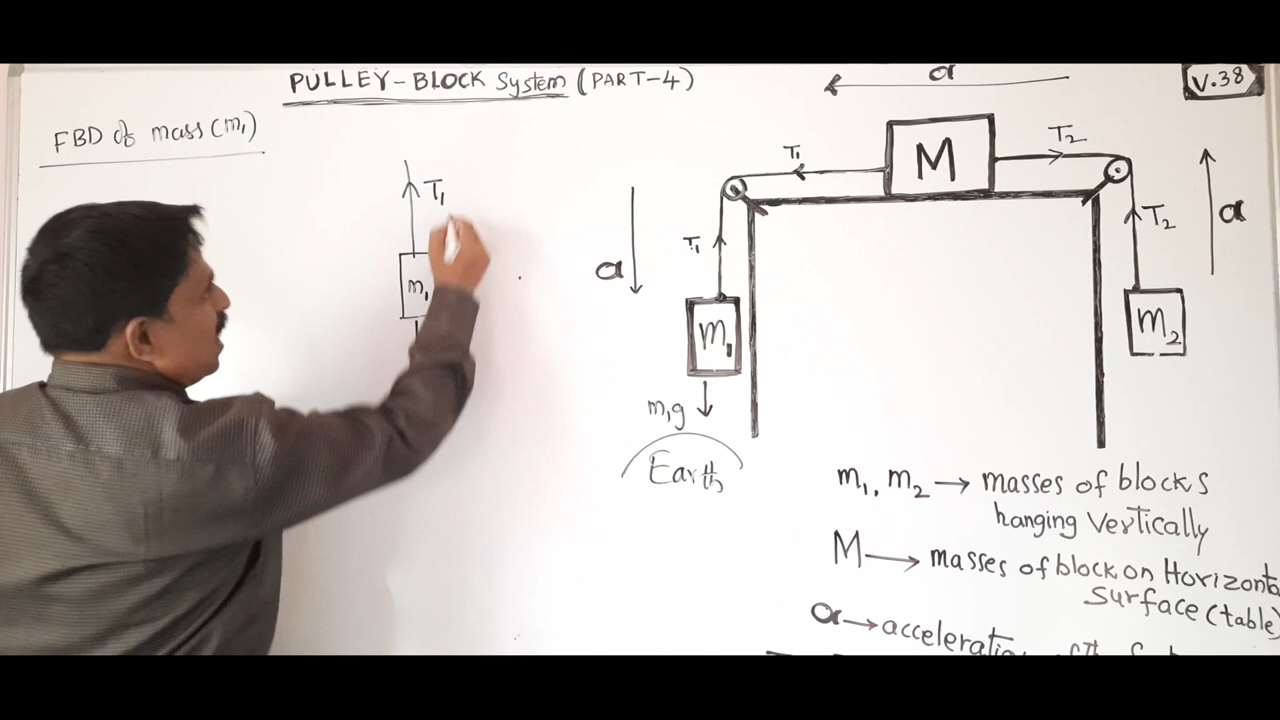 PULLEY-BLOCK System (PART-4)
V.38
FBD of mass(m₁)
T₁
m₁
a
T₁
M
T₂
T₁
a
m₁
m₁g
Earth
T₂
a
m₂
m₁, m₂ → masses of blocks
hanging vertically
M → masses of block on Horizonta
surface (table)
a → acceleration